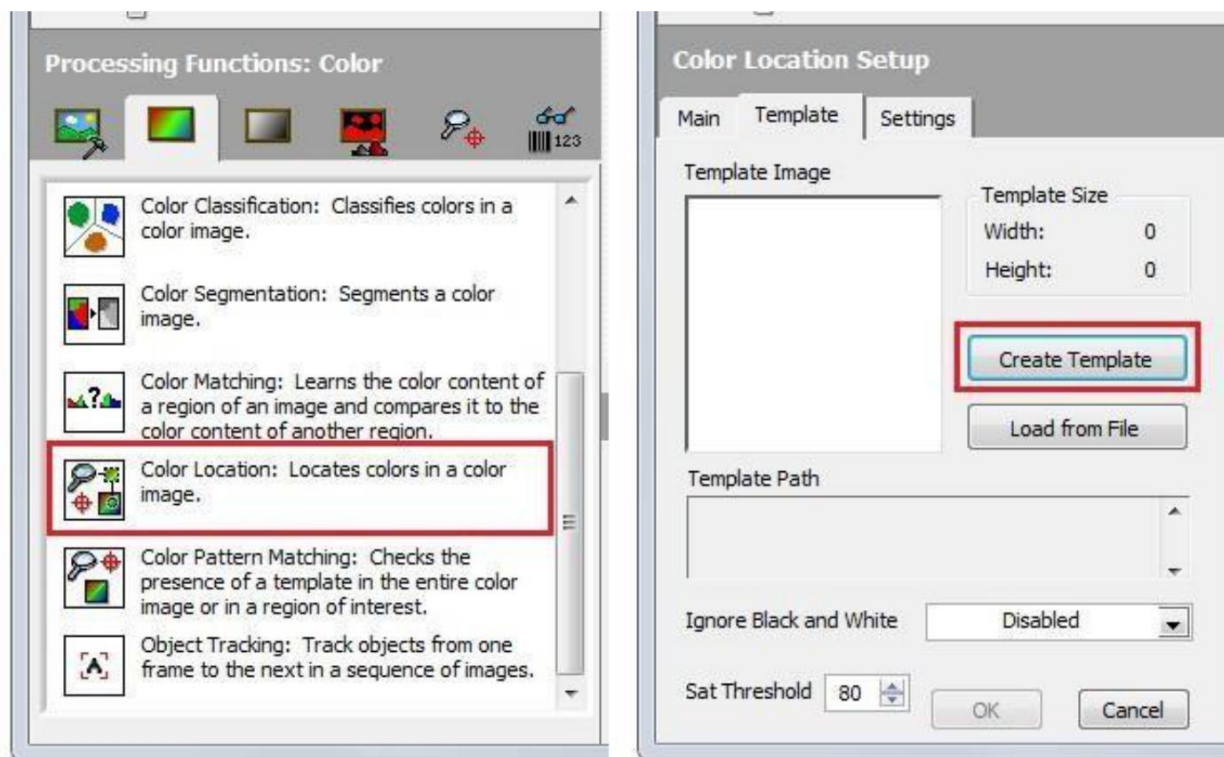 Processing Functions: Color
123
Color Classification: Classifies colors in a
color image.
Color Segmentation: Segments a color
image.
?
Color Matching: Learns the color content of
a region of an image and compares it to the
color content of another region.
Color Location: Locates colors in a color
image.
Color Pattern Matching: Checks the
presence of a template in the entire color
image or in a region of interest.
A
Object Tracking: Track objects from one
frame to the next in a sequence of images.
Color Location Setup
Main Template Settings
Template Image
Template Size
Width: 0
Height: 0
Create Template
Load from File
Template Path
Ignore Black and White Disabled
Sat Threshold 80 OK Cancel